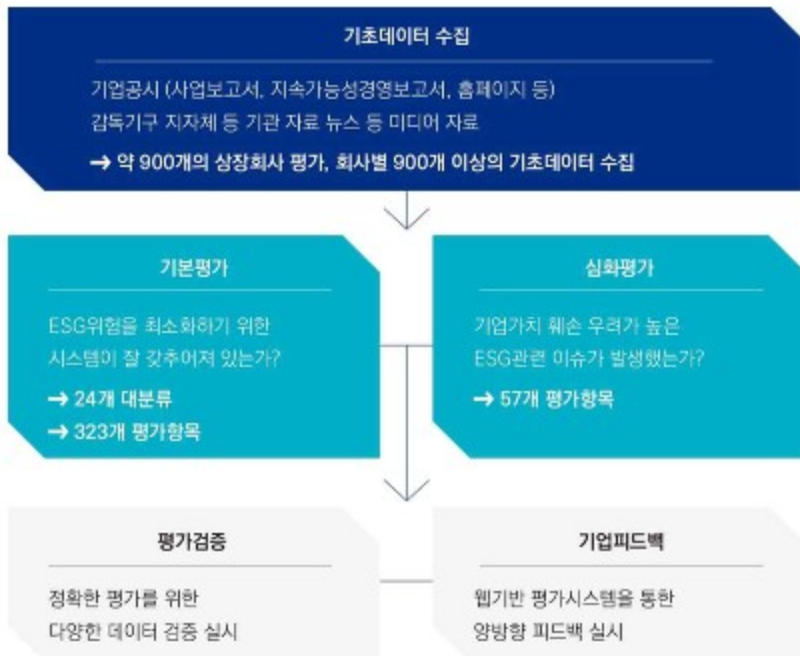 기초데이터 수집
기업공시 (사업보고서, 지속가능성경영보고서, 홈페이지 등)
감독기구 지자체 등 기관 자료 뉴스 등 미디어 자료
→ 약 900개의 상장회사 평가, 회사별 900개 이상의 기초데이터 수집
기본평가
ESG위험을 최소화하기 위한
시스템이 잘 갖추어져 있는가?
→ 24개 대분류
→ 323개 평가항목
심화평가
기업가치 훼손 우려가 높은
ESG관련 이슈가 발생했는가?
→ 57개 평가항목
평가검증
정확한 평가를 위한
다양한 데이터 검증 실시
기업피드백
웹기반 평가시스템을 통한
양방향 피드백 실시